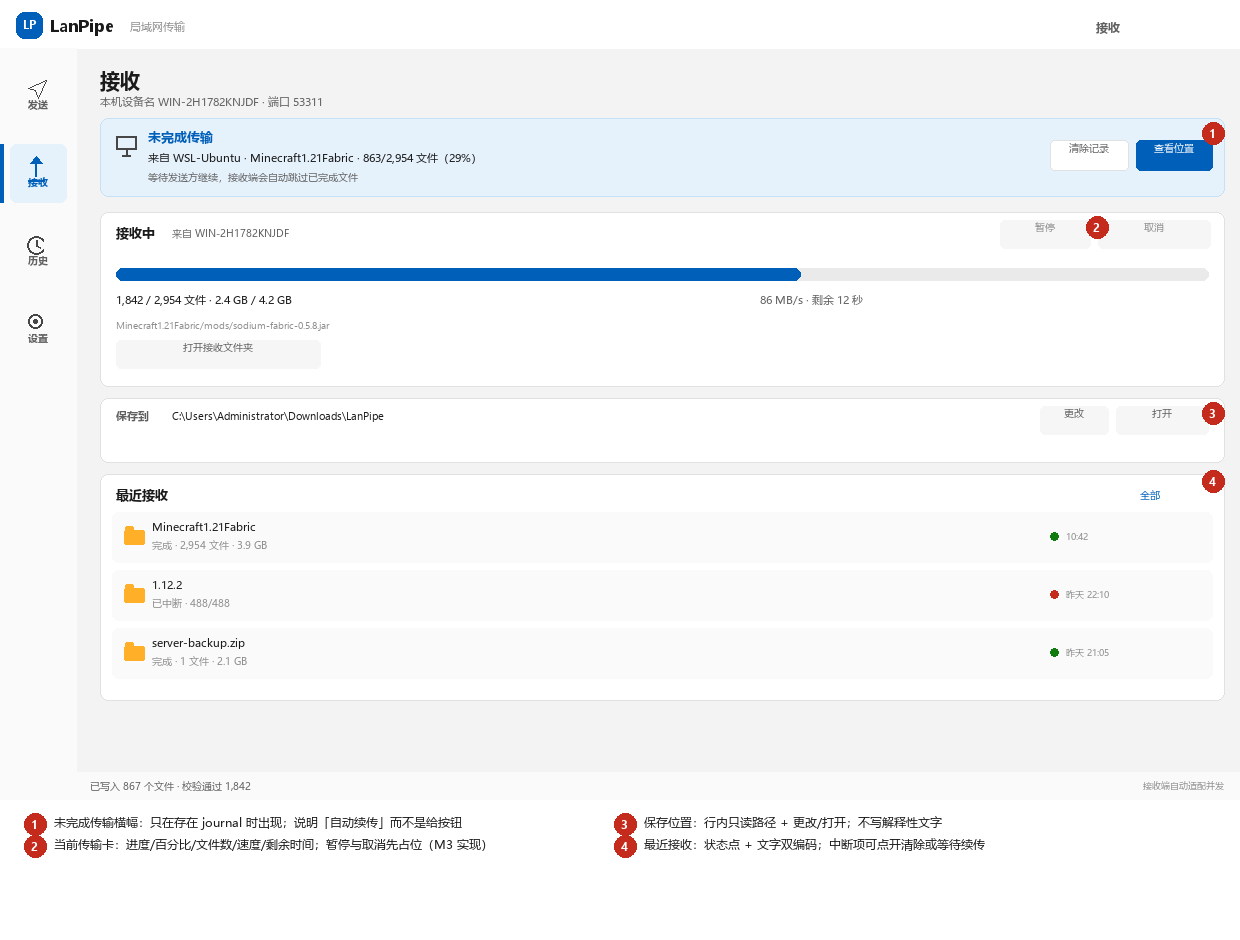 LP LanPipe 局域网传输 接收
发送
接收
历史
设置
接收
本机设备名 WIN-2H1782KNJDF · 端口 53311
未完成传输
来自 WSL-Ubuntu · Minecraft1.21Fabric · 863/2,954 文件（29%）
等待发送方继续，接收端会自动跳过已完成文件
清除记录 查看位置 1
接收中 来自 WIN-2H1782KNJDF 暂停 2 取消
1,842 / 2,954 文件 · 2.4 GB / 4.2 GB 86 MB/s · 剩余 12 秒
Minecraft1.21Fabric/mods/sodium-fabric-0.5.8.jar
打开接收文件夹
保存到 C:\Users\Administrator\Downloads\LanPipe 更改 打开 3
最近接收 全部 4
Minecraft1.21Fabric
完成 · 2,954 文件 · 3.9 GB 10:42
1.12.2
已中断 · 488/488 昨天 22:10
server-backup.zip
完成 · 1 文件 · 2.1 GB 昨天 21:05
已写入 867 个文件 · 校验通过 1,842 接收端自动适配并发
1 未完成传输横幅：只在存在 journal 时出现；说明「自动续传」而不是给按钮
2 当前传输卡：进度/百分比/文件数/速度/剩余时间；暂停与取消先占位（M3 实现）
3 保存位置：行内只读路径 + 更改/打开；不写解释性文字
4 最近接收：状态点 + 文字双编码；中断项可点开清除或等待续传